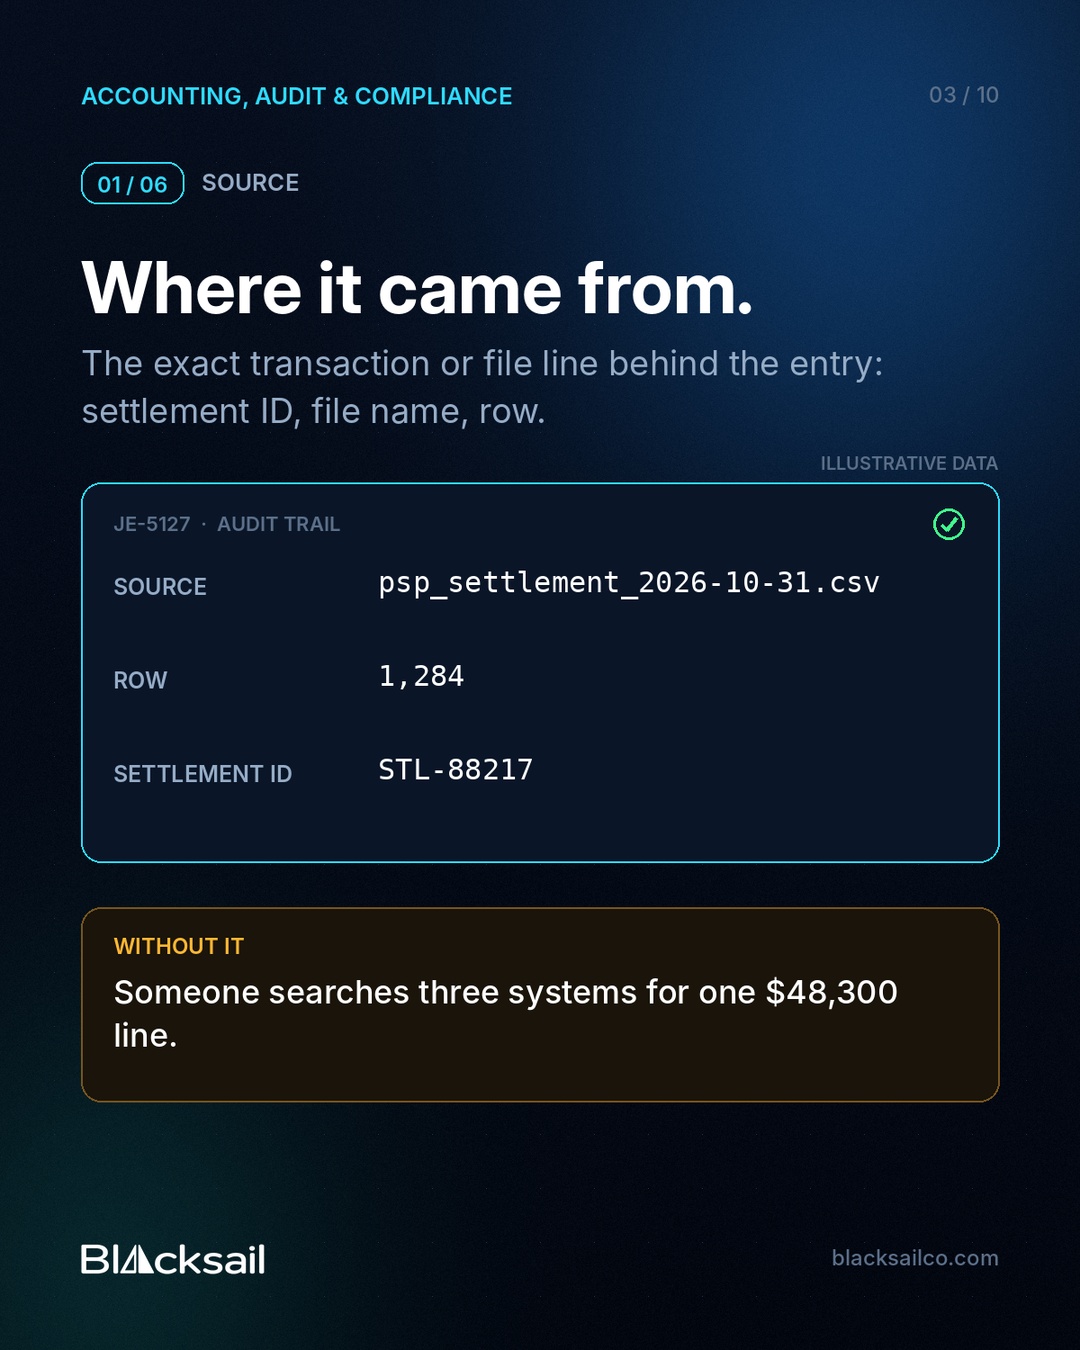 ACCOUNTING, AUDIT & COMPLIANCE
03 / 10
01 / 06
SOURCE
Where it came from.
The exact transaction or file line behind the entry:
settlement ID, file name, row.
ILLUSTRATIVE DATA
JE-5127 · AUDIT TRAIL
SOURCE
psp_settlement_2026-10-31.csv
ROW
1,284
SETTLEMENT ID
STL-88217
WITHOUT IT
Someone searches three systems for one $48,300
line.
Blacksail
blacksailco.com